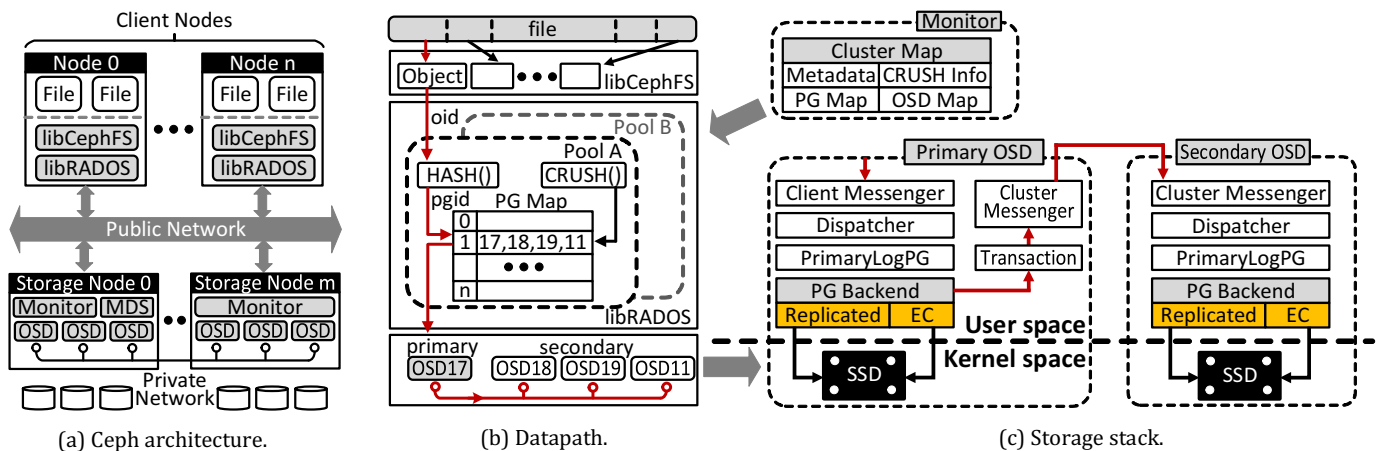 Client Nodes
Node 0
Node n
File File
File File
libCephFS
libCephFS
libRADOS
libRADOS
Public Network
Storage Node 0
Storage Node m
Monitor MDS
Monitor
OSD OSD OSD
OSD OSD OSD
Private
Network
(a) Ceph architecture.
file
Object
libCephFS
oid
Pool B
Pool A
HASH()
CRUSH()
pgid
PG Map
0
1 17,18,19,11
n
libRADOS
primary
secondary
OSD17
OSD18 OSD19 OSD11
(b) Datapath.
Monitor
Cluster Map
Metadata CRUSH Info
PG Map OSD Map
Primary OSD
Client Messenger
Dispatcher
PrimaryLogPG
PG Backend
Replicated EC
Cluster
Messenger
Transaction
SSD
User space
Kernel space
Secondary OSD
Cluster Messenger
Dispatcher
PrimaryLogPG
PG Backend
Replicated EC
SSD
(c) Storage stack.